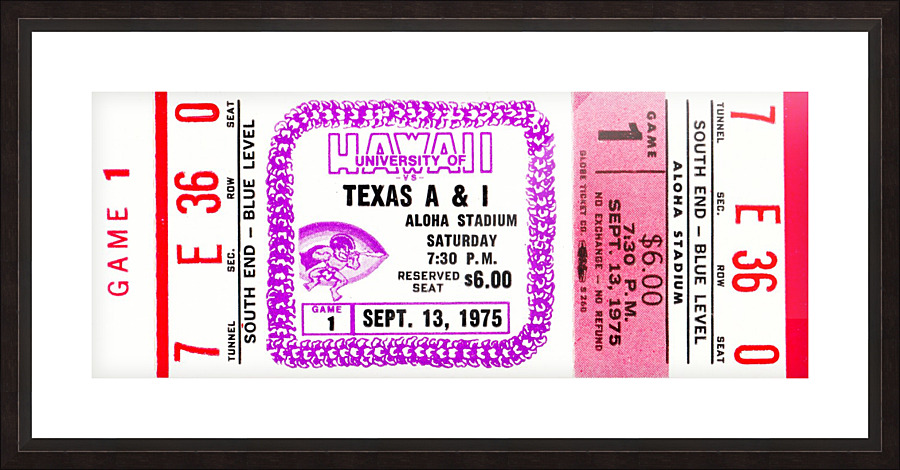 GAME 1
7 E 36 0
TUNNEL SEC. ROW SEAT
SOUTH END – BLUE LEVEL
HAWAII
UNIVERSITY OF
-VS-
TEXAS A & I
ALOHA STADIUM
SATURDAY
7:30 P.M.
RESERVED SEAT $6.00
GAME 1 SEPT. 13, 1975
GAME 1
GLOBE TICKET CO.
NO EXCHANGE – NO REFUND
SEPT. 13, 1975
7:30 P.M.
$6.00
ALOHA STADIUM
SOUTH END – BLUE LEVEL
TUNNEL SEC. ROW SEAT
7 E 36 0